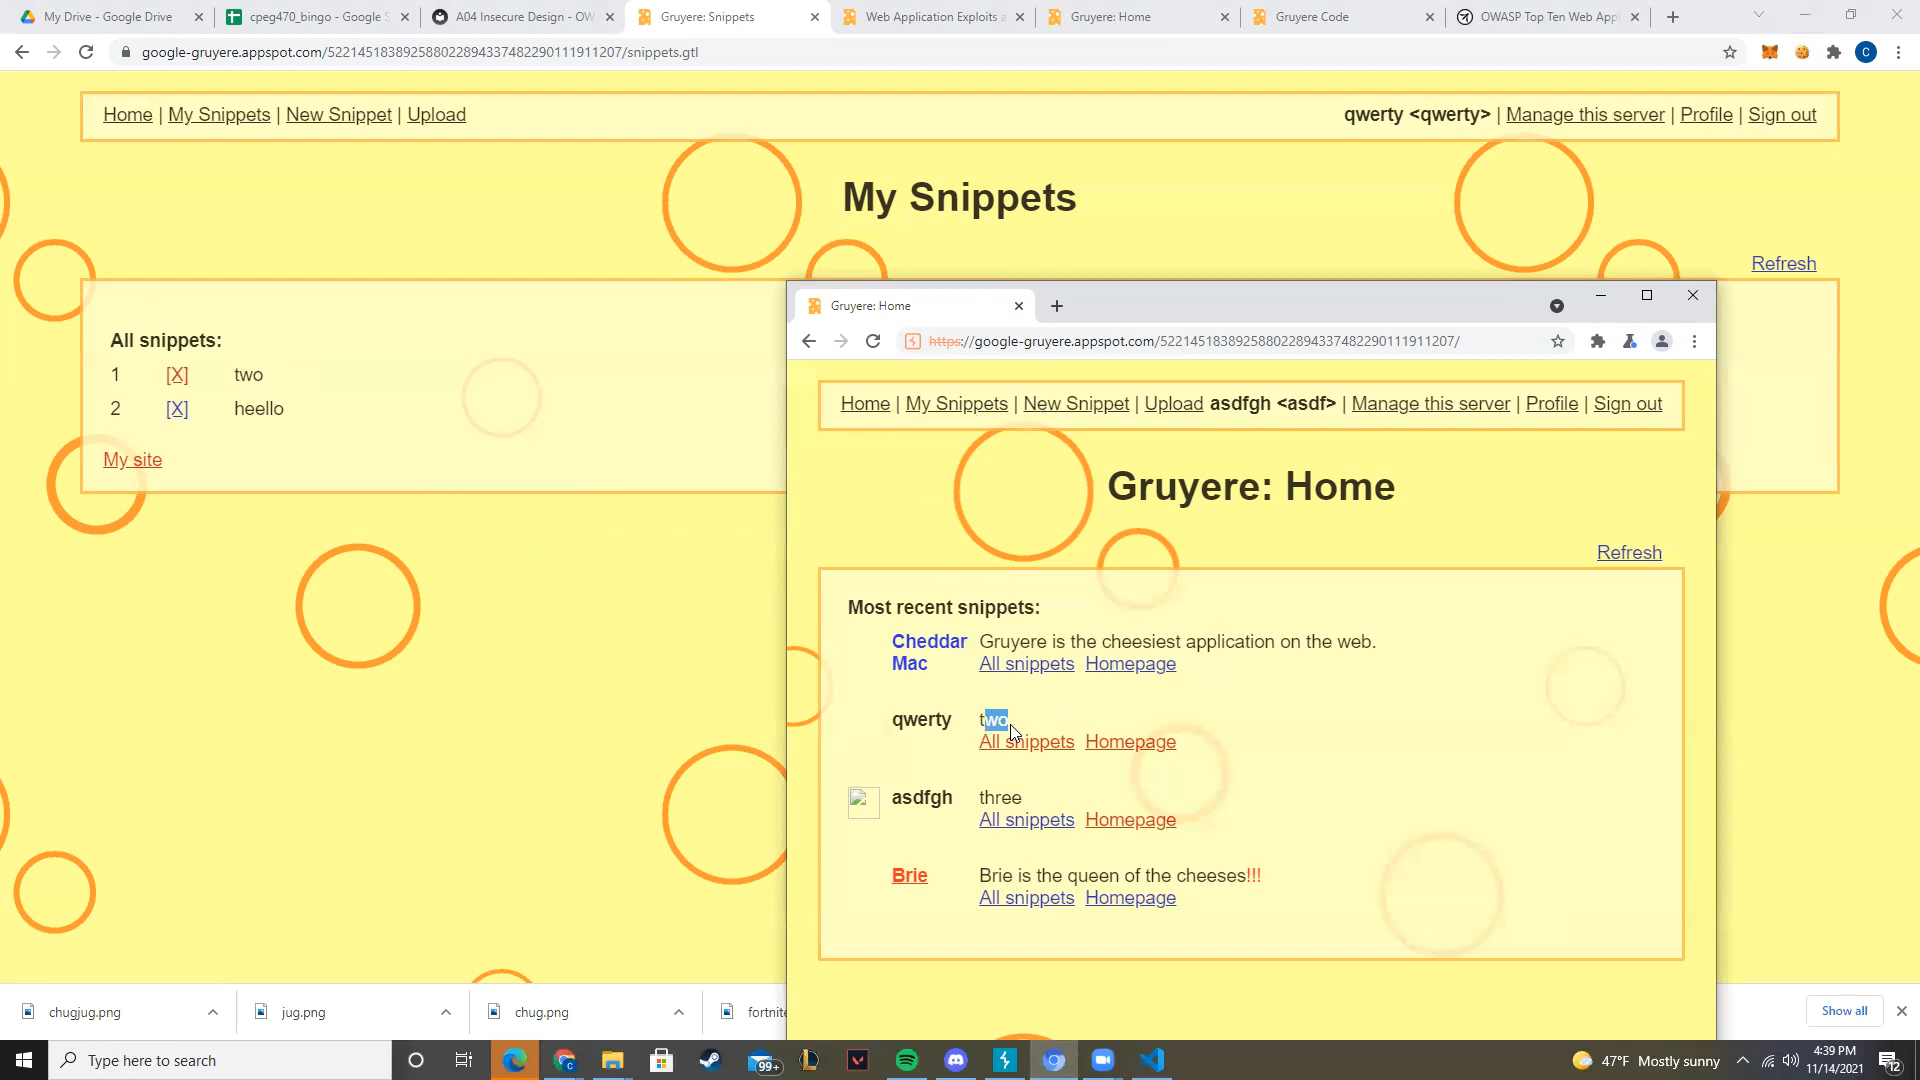 My Drive - Google Drive
cpeg470_bingo - Google S
A04 Insecure Design - OW
Gruyere: Snippets
Web Application Exploits a
Gruyere: Home
Gruyere Code
OWASP Top Ten Web Appl
google-gruyere.appspot.com/522145183892588022894337482290111911207/snippets.gtl
C
Home | My Snippets | New Snippet | Upload
qwerty <qwerty> | Manage this server | Profile | Sign out
My Snippets
Refresh
All snippets:
1 [X] two
2 [X] heello
My site
Gruyere: Home
https://google-gruyere.appspot.com/522145183892588022894337482290111911207/
Home | My Snippets | New Snippet | Upload asdfgh <asdf> | Manage this server | Profile | Sign out
Gruyere: Home
Refresh
Most recent snippets:
Cheddar Gruyere is the cheesiest application on the web.
Mac All snippets Homepage
qwerty two
All snippets Homepage
asdfgh three
All snippets Homepage
Brie Brie is the queen of the cheeses!!!
All snippets Homepage
chugjug.png
jug.png
chug.png
fortnite
Show all
Type here to search
99+
47°F Mostly sunny
4:39 PM
11/14/2021
12